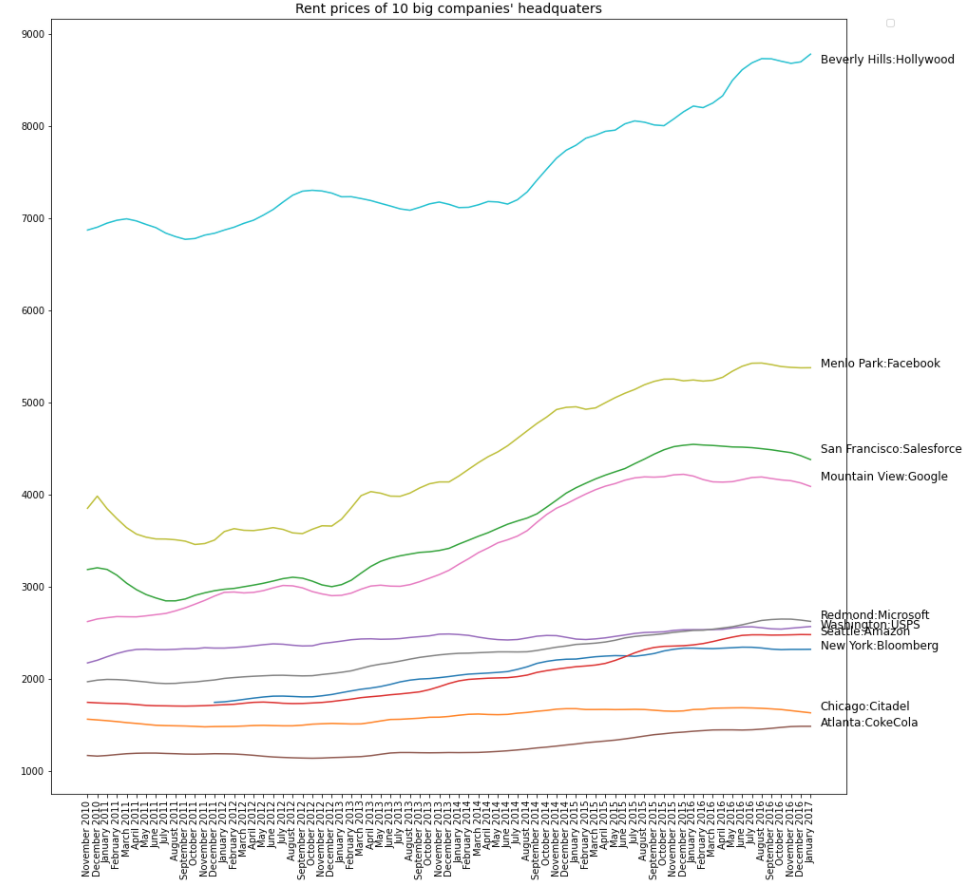 Rent prices of 10 big companies' headquaters
9000
8000
7000
6000
5000
4000
3000
2000
1000
Beverly Hills:Hollywood
Menlo Park:Facebook
San Francisco:Salesforce
Mountain View:Google
Redmond:Microsoft
Washington:USPS
Seattle:Amazon
New York:Bloomberg
Chicago:Citadel
Atlanta:CokeCola
November 2010
December 2010
January 2011
February 2011
March 2011
April 2011
May 2011
June 2011
July 2011
August 2011
September 2011
October 2011
November 2011
December 2011
January 2012
February 2012
March 2012
April 2012
May 2012
June 2012
July 2012
August 2012
September 2012
October 2012
November 2012
December 2012
January 2013
February 2013
March 2013
April 2013
May 2013
June 2013
July 2013
August 2013
September 2013
October 2013
November 2013
December 2013
January 2014
February 2014
March 2014
April 2014
May 2014
June 2014
July 2014
August 2014
September 2014
October 2014
November 2014
December 2014
January 2015
February 2015
March 2015
April 2015
May 2015
June 2015
July 2015
August 2015
September 2015
October 2015
November 2015
December 2015
January 2016
February 2016
March 2016
April 2016
May 2016
June 2016
July 2016
August 2016
September 2016
October 2016
November 2016
December 2016
January 2017